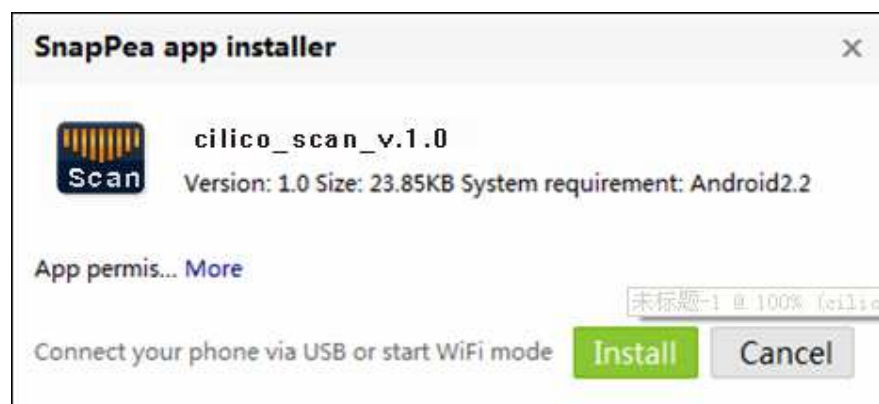 SnapPea app installer
cilico_scan_v.1.0
Scan
Version: 1.0 Size: 23.85KB System requirement: Android2.2
App permis... More
未标题-1 @ 100% (cilic
Connect your phone via USB or start WiFi mode Install Cancel